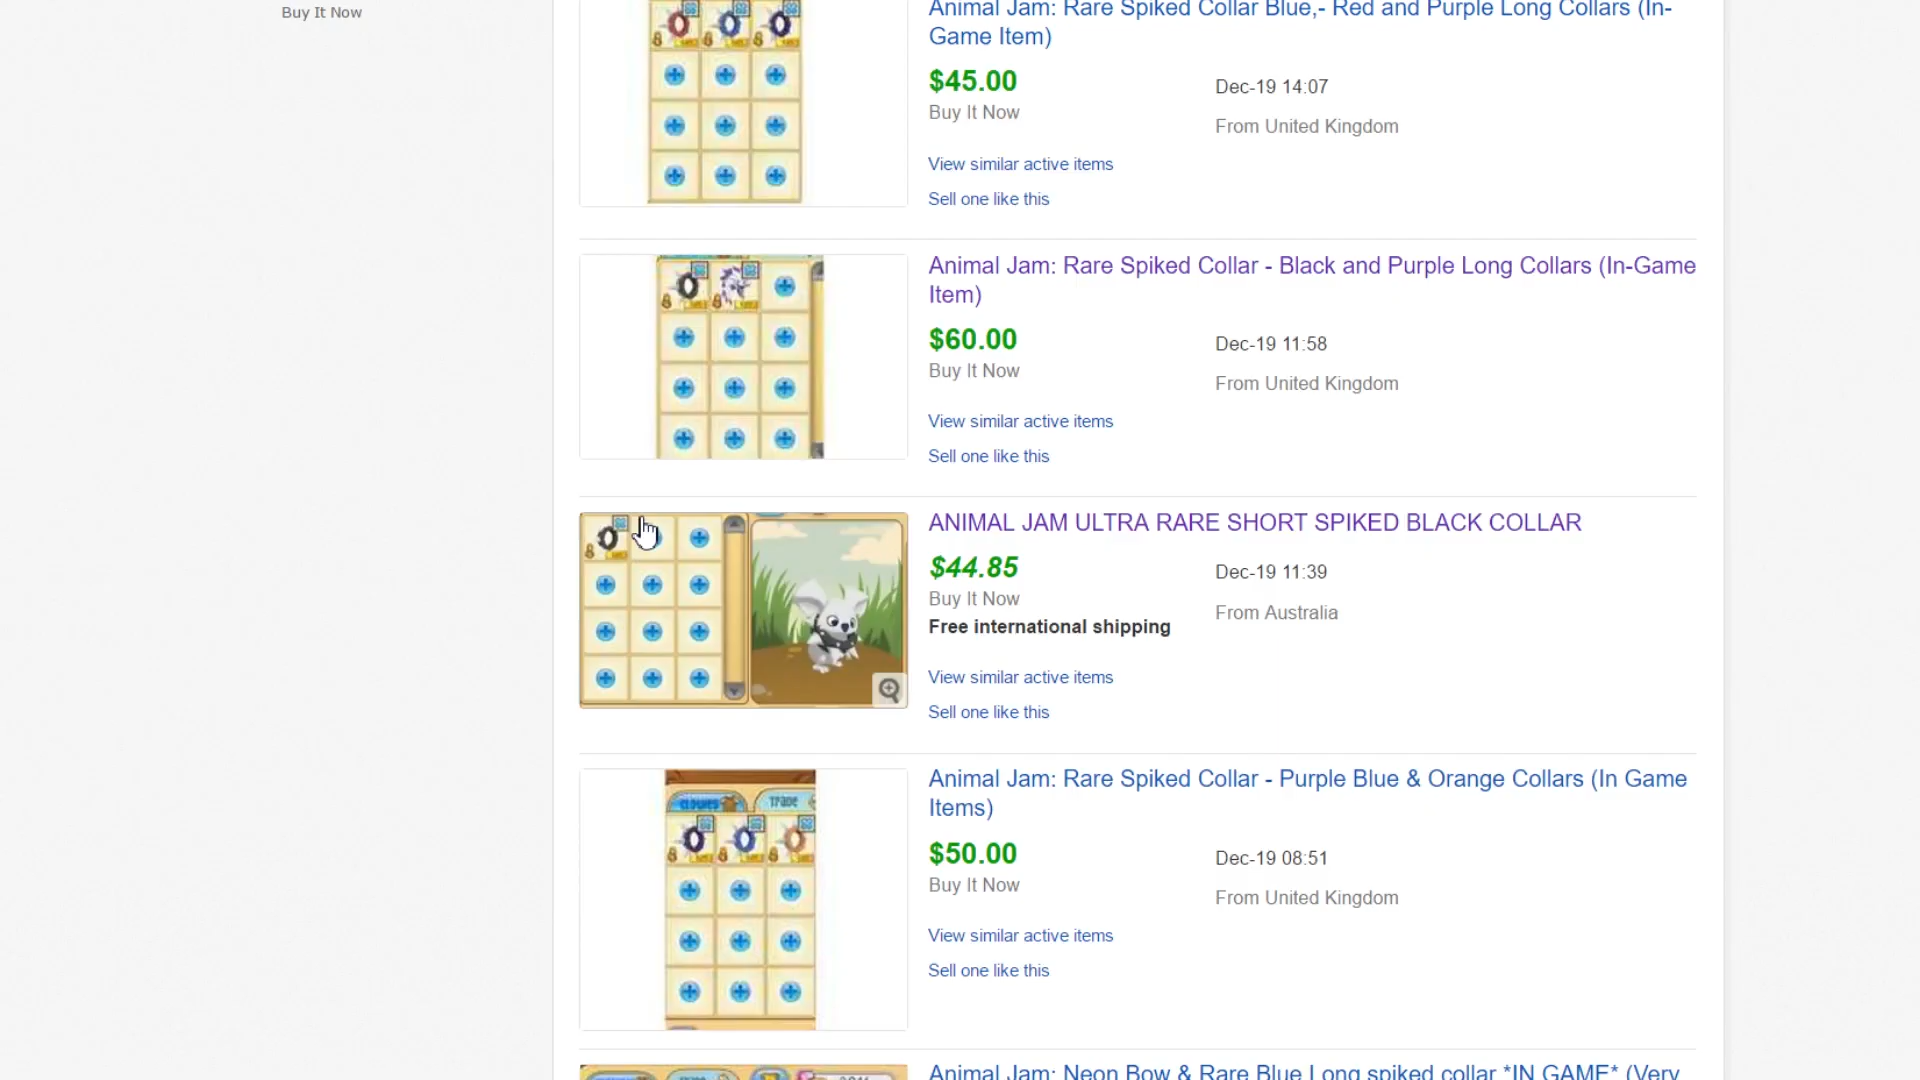 Buy It Now
Animal Jam: Rare Spiked Collar Blue,- Red and Purple Long Collars (In-
Game Item)
$45.00
Dec-19 14:07
Buy It Now
From United Kingdom
View similar active items
Sell one like this
Animal Jam: Rare Spiked Collar - Black and Purple Long Collars (In-Game
Item)
$60.00
Dec-19 11:58
Buy It Now
From United Kingdom
View similar active items
Sell one like this
ANIMAL JAM ULTRA RARE SHORT SPIKED BLACK COLLAR
$44.85
Dec-19 11:39
Buy It Now
Free international shipping
From Australia
View similar active items
Sell one like this
Animal Jam: Rare Spiked Collar - Purple Blue & Orange Collars (In Game
Items)
clothes
Trade
$50.00
Dec-19 08:51
Buy It Now
From United Kingdom
View similar active items
Sell one like this
Animal Jam: Neon Bow & Rare Blue Long spiked collar *IN GAME* (Very